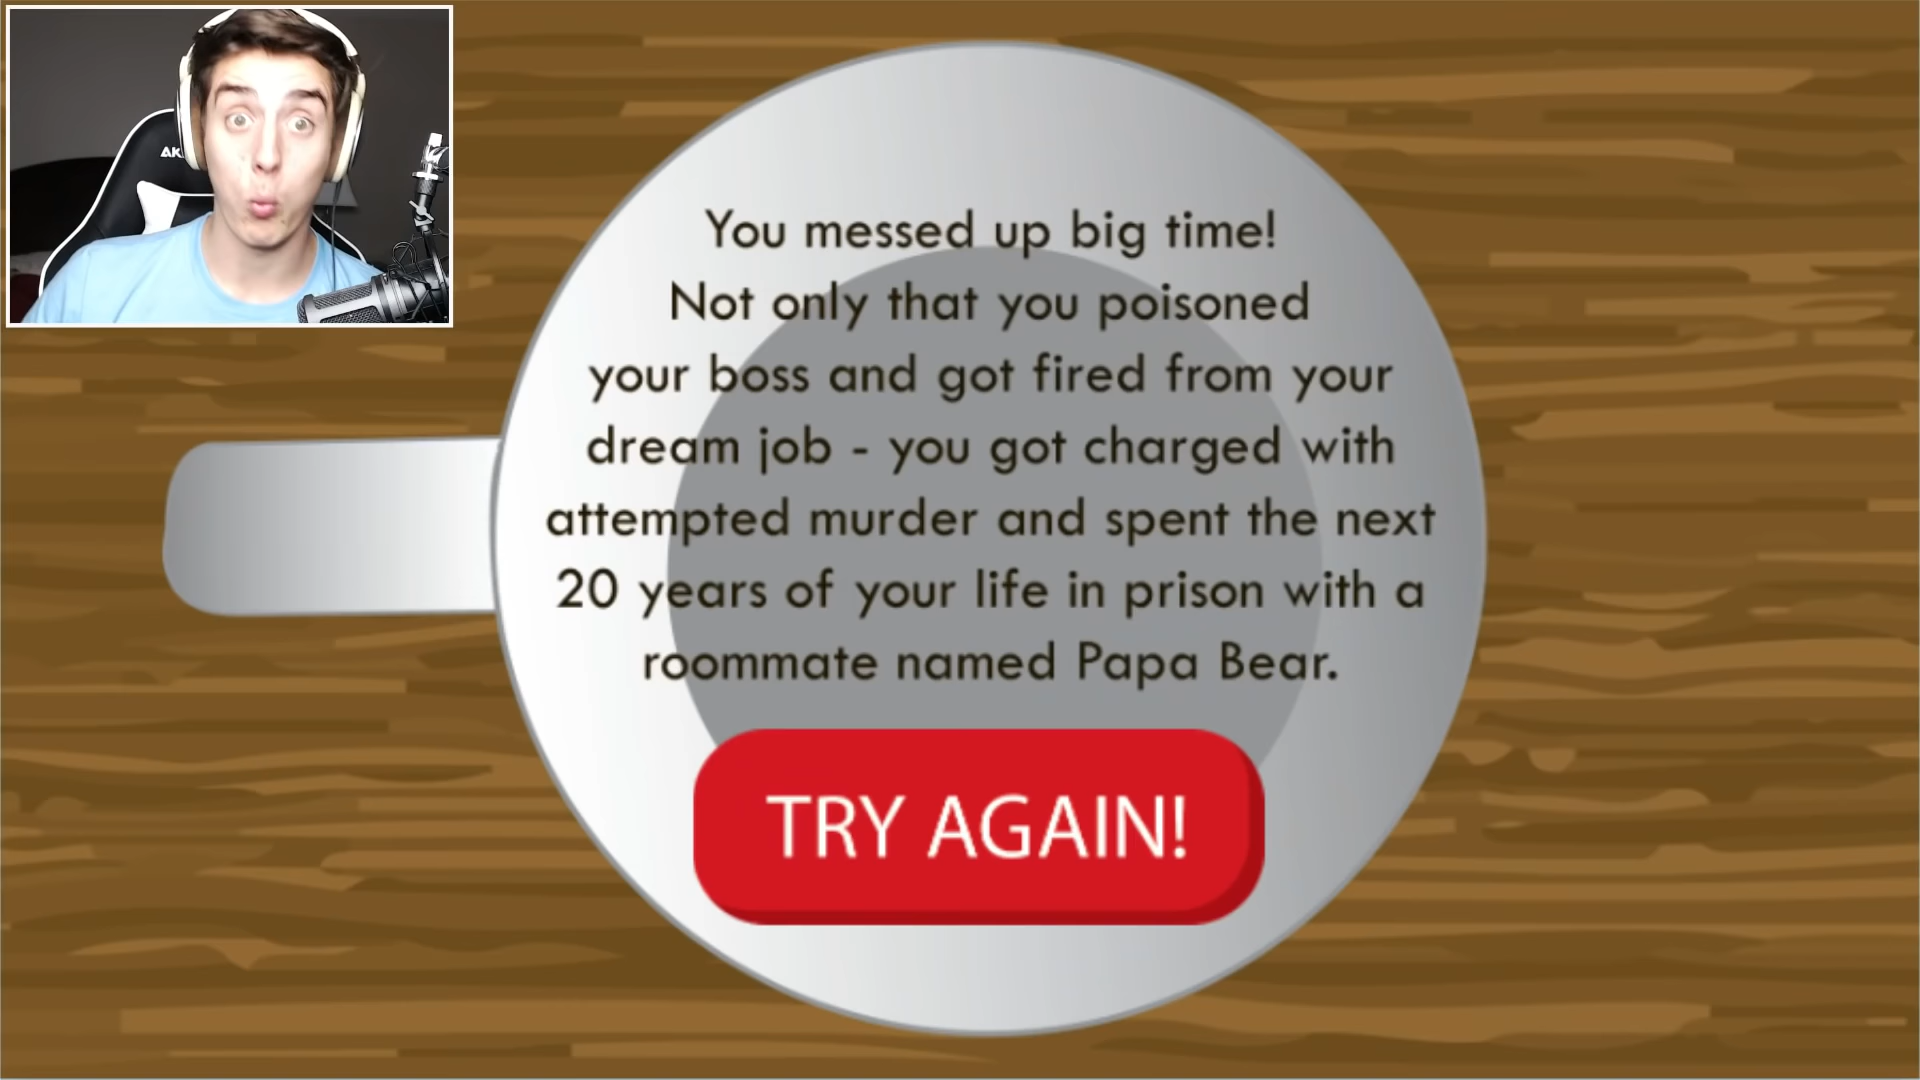 You messed up big time!
Not only that you poisoned
your boss and got fired from your
dream job - you got charged with
attempted murder and spent the next
20 years of your life in prison with a
roommate named Papa Bear.
TRY AGAIN!